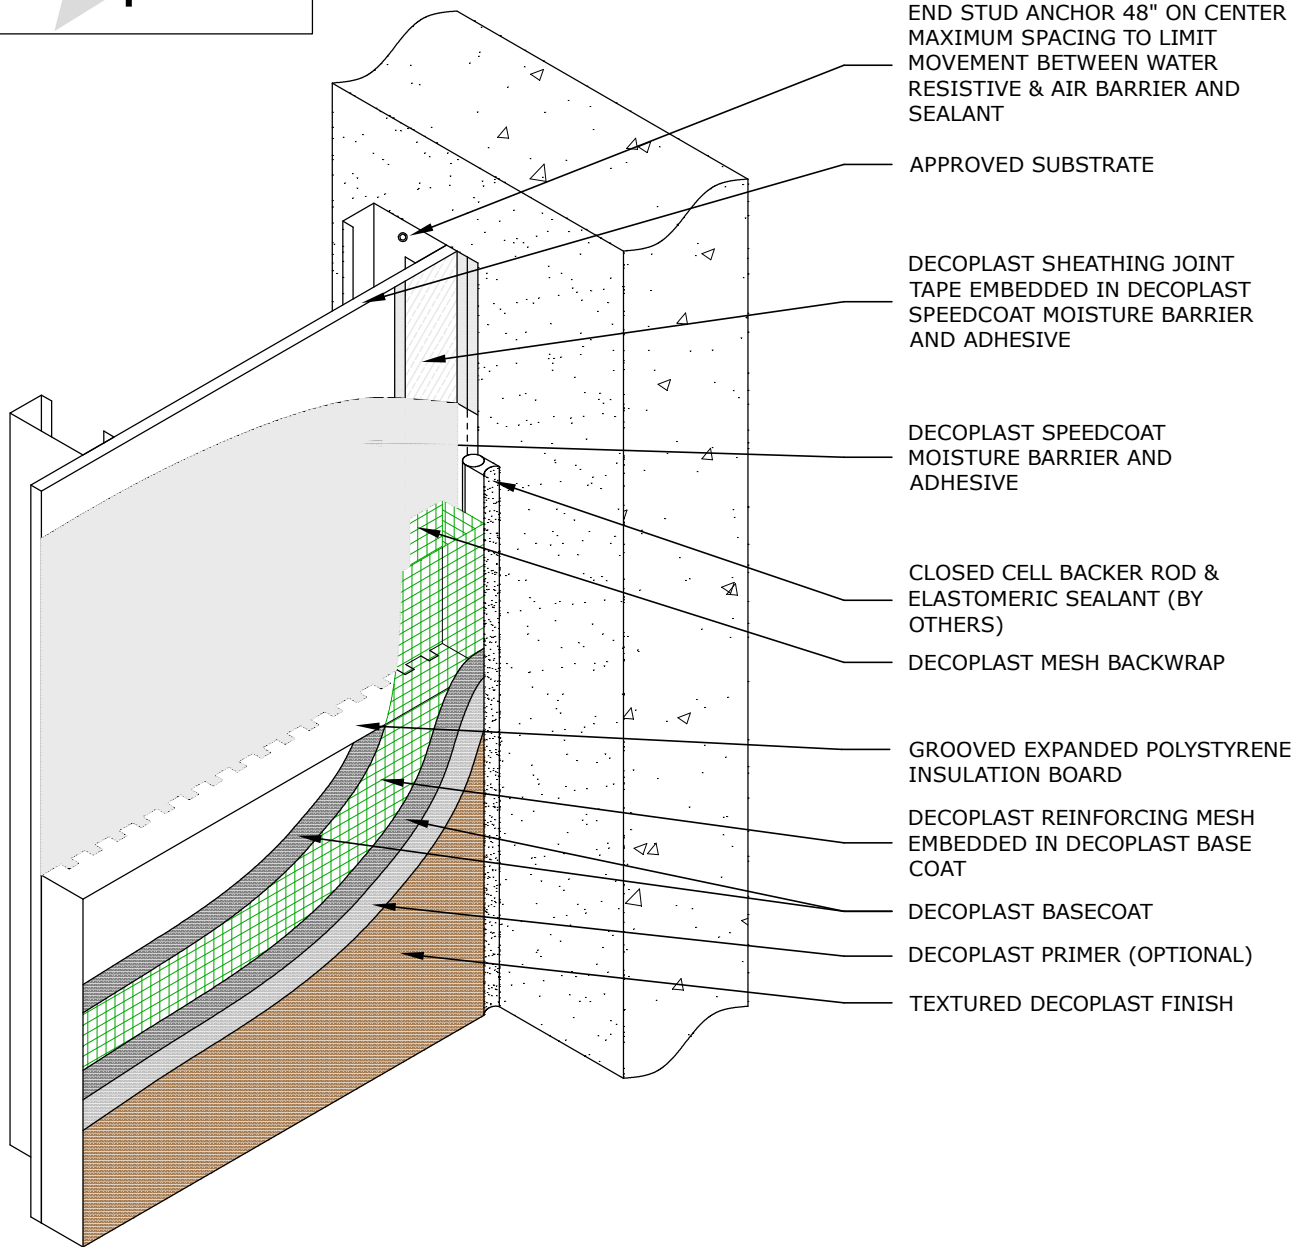 END STUD ANCHOR 48" ON CENTER
MAXIMUM SPACING TO LIMIT
MOVEMENT BETWEEN WATER
RESISTIVE & AIR BARRIER AND
SEALANT
APPROVED SUBSTRATE
DECOPLAST SHEATHING JOINT
TAPE EMBEDDED IN DECOPLAST
SPEEDCOAT MOISTURE BARRIER
AND ADHESIVE
DECOPLAST SPEEDCOAT
MOISTURE BARRIER AND
ADHESIVE
CLOSED CELL BACKER ROD &
ELASTOMERIC SEALANT (BY
OTHERS)
DECOPLAST MESH BACKWRAP
GROOVED EXPANDED POLYSTYRENE
INSULATION BOARD
DECOPLAST REINFORCING MESH
EMBEDDED IN DECOPLAST BASE
COAT
DECOPLAST BASECOAT
DECOPLAST PRIMER (OPTIONAL)
TEXTURED DECOPLAST FINISH